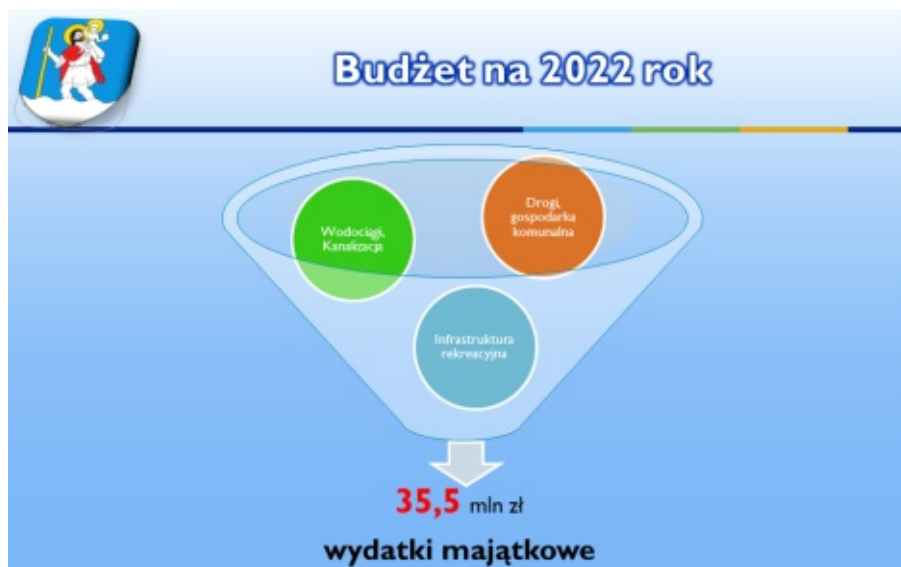 Budżet na 2022 rok
Wodociągi,
Kanalizacja
Drogi,
gospodarka
komunalna
Infrastruktura
rekreacyjna
35,5 mln zł
wydatki majątkowe